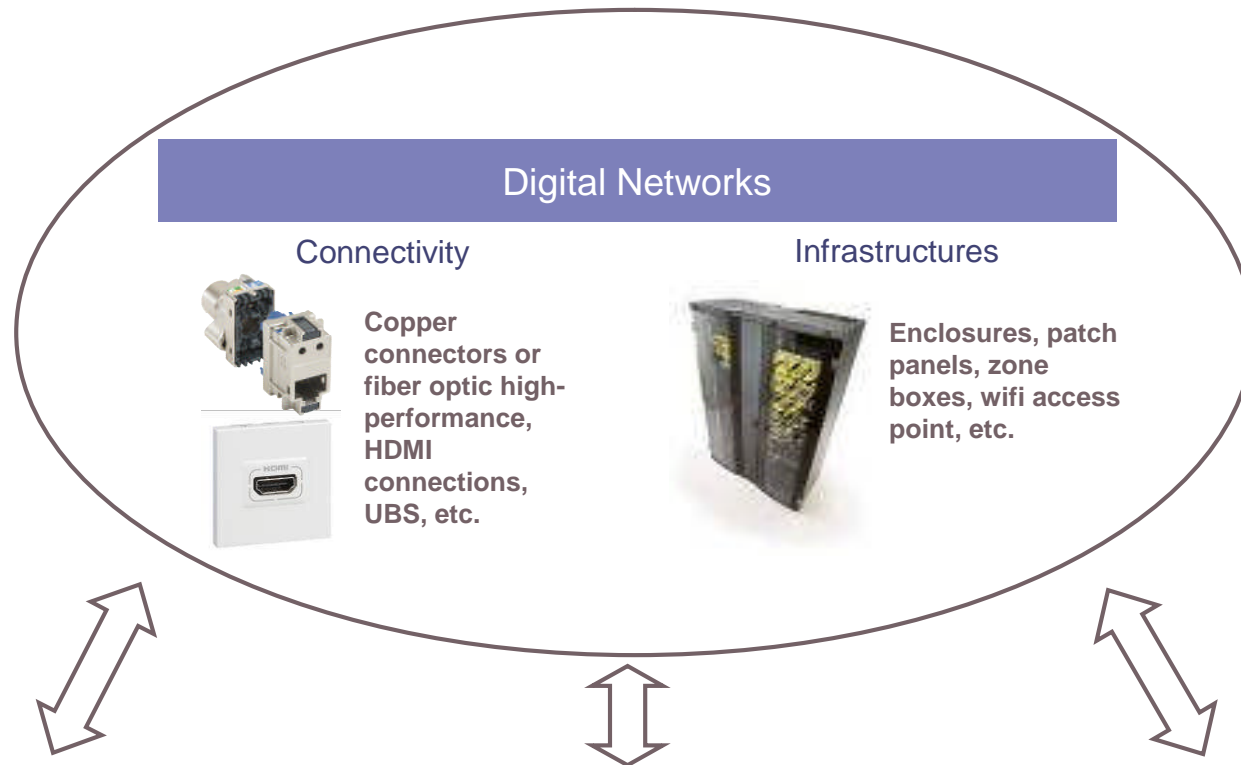 Digital Networks
Connectivity
Copper
connectors or
fiber optic high-
performance,
HDMI
connections,
UBS, etc.
HDMI
Infrastructures
Enclosures, patch
panels, zone
boxes, wifi access
point, etc.